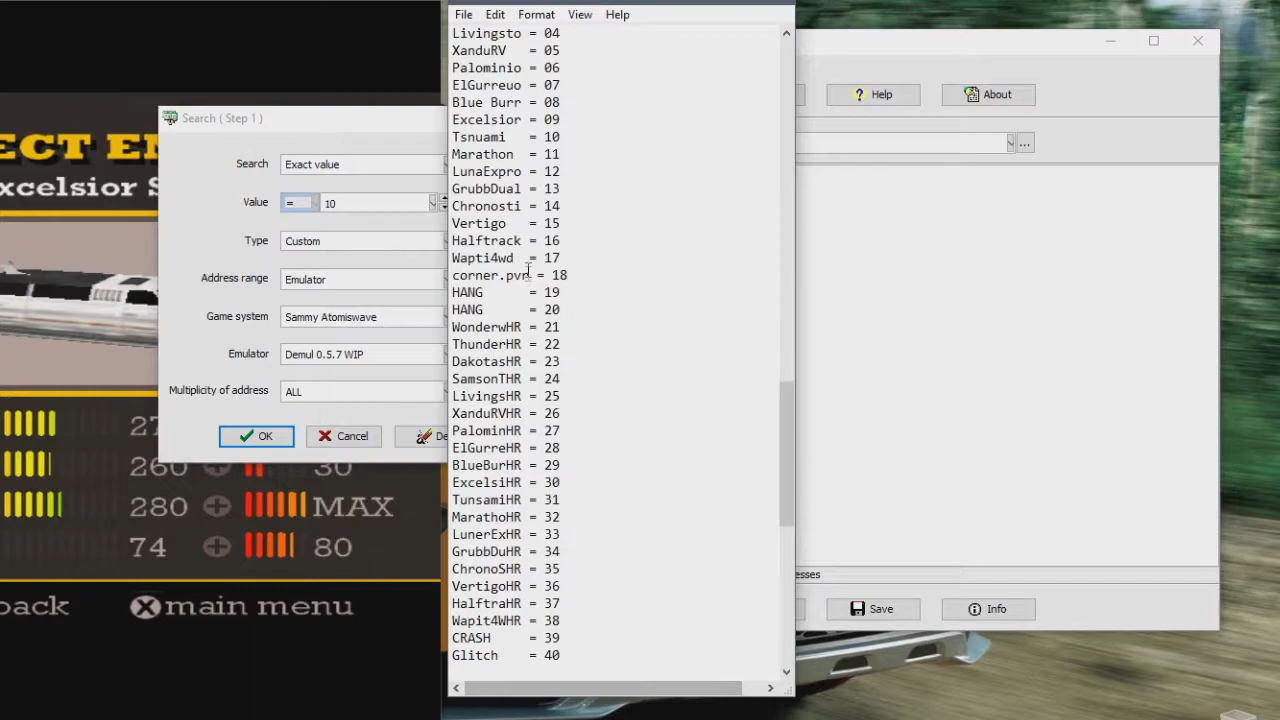 File Edit Format View Help
Livingsto = 04
XanduRV = 05
Palominio = 06
ElGurreuo = 07
Blue Burr = 08
Excelsior = 09
Tsnuami = 10
Marathon = 11
LunaExpro = 12
GrubbDual = 13
Chronosti = 14
Vertigo = 15
Halftrack = 16
Wapti4wd = 17
corner.pvr = 18
HANG = 19
HANG = 20
WonderwHR = 21
ThunderHR = 22
DakotasHR = 23
SamsonTHR = 24
LivingsHR = 25
XanduRVHR = 26
PalominHR = 27
ElGurreHR = 28
BlueBurHR = 29
ExcelsiHR = 30
TunsamiHR = 31
MarathoHR = 32
LunerExHR = 33
GrubbDuHR = 34
ChronoSHR = 35
VertigoHR = 36
HalftraHR = 37
Wapit4WHR = 38
CRASH = 39
Glitch = 40
Search ( Step 1 )
Search Exact value
Value = 10
Type Custom
Address range Emulator
Game system Sammy Atomiswave
Emulator Demul 0.5.7 WIP
Multiplicity of address ALL
OK Cancel
Help About
...
Save Info
260 30
280 MAX
74 80
main menu